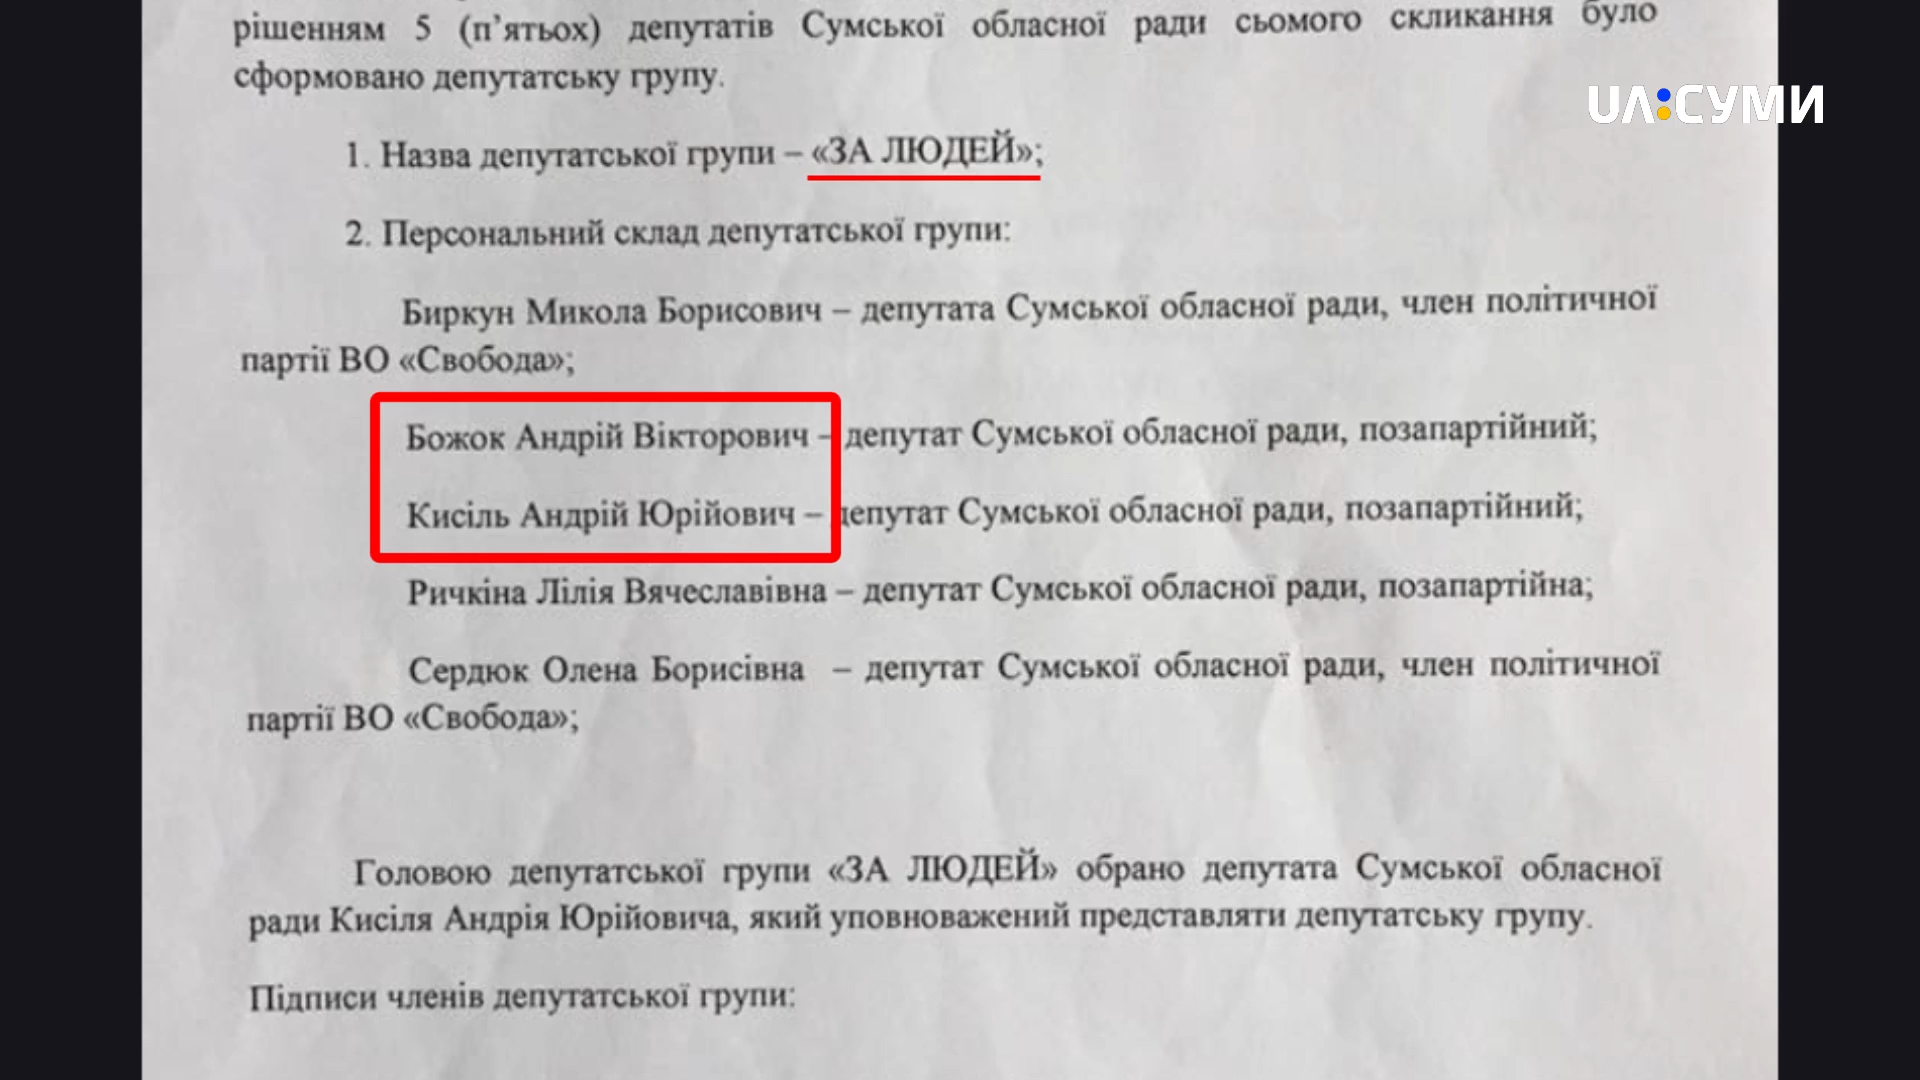 рішенням 5 (п’ятьох) депутатів Сумської обласної ради сьомого скликання було
сформовано депутатську групу.
UA:СУМИ
1. Назва депутатської групи – «ЗА ЛЮДЕЙ»;
2. Персональний склад депутатської групи:
Биркун Микола Борисович – депутата Сумської обласної ради, член політичної
партії ВО «Свобода»;
Божок Андрій Вікторович – депутат Сумської обласної ради, позапартійний;
Кисіль Андрій Юрійович – депутат Сумської обласної ради, позапартійний;
Ричкіна Лілія Вячеславівна – депутат Сумської обласної ради, позапартійна;
Сердюк Олена Борисівна – депутат Сумської обласної ради, член політичної
партії ВО «Свобода»;
Головою депутатської групи «ЗА ЛЮДЕЙ» обрано депутата Сумської обласної
ради Кисіля Андрія Юрійовича, який уповноважений представляти депутатську групу.
Підписи членів депутатської групи: